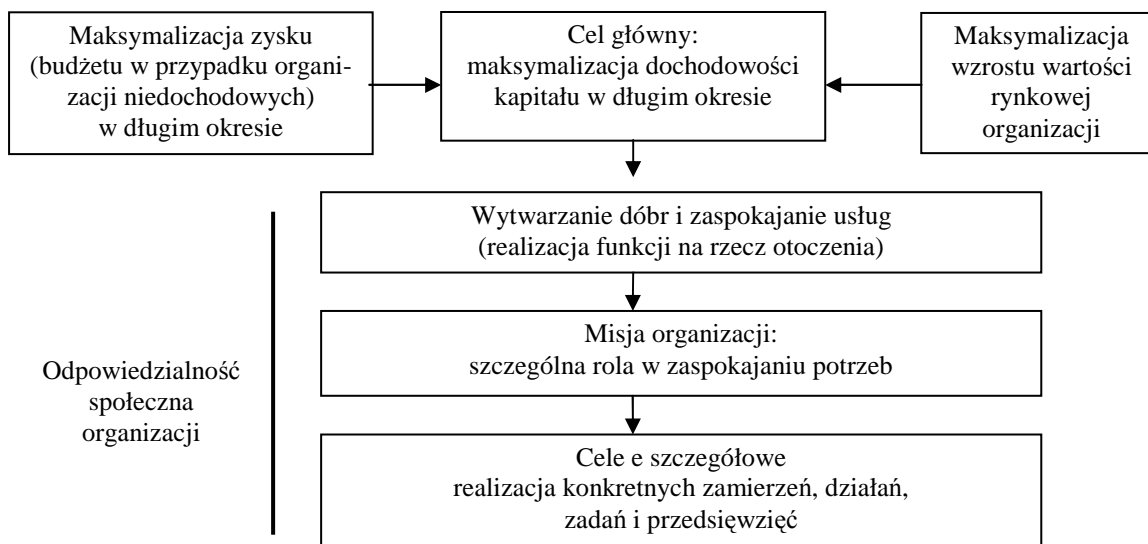 Maksymalizacja zysku
(budżetu w przypadku organi-
zacji niedochodowych)
w długim okresie
Cel główny:
maksymalizacja dochodowości
kapitału w długim okresie
Maksymalizacja
wzrostu wartości
rynkowej
organizacji
Wytwarzanie dóbr i zaspokajanie usług
(realizacja funkcji na rzecz otoczenia)
Misja organizacji:
szczególna rola w zaspokajaniu potrzeb
Odpowiedzialność
społeczna
organizacji
Cele e szczegółowe
realizacja konkretnych zamierzeń, działań,
zadań i przedsięwzięć